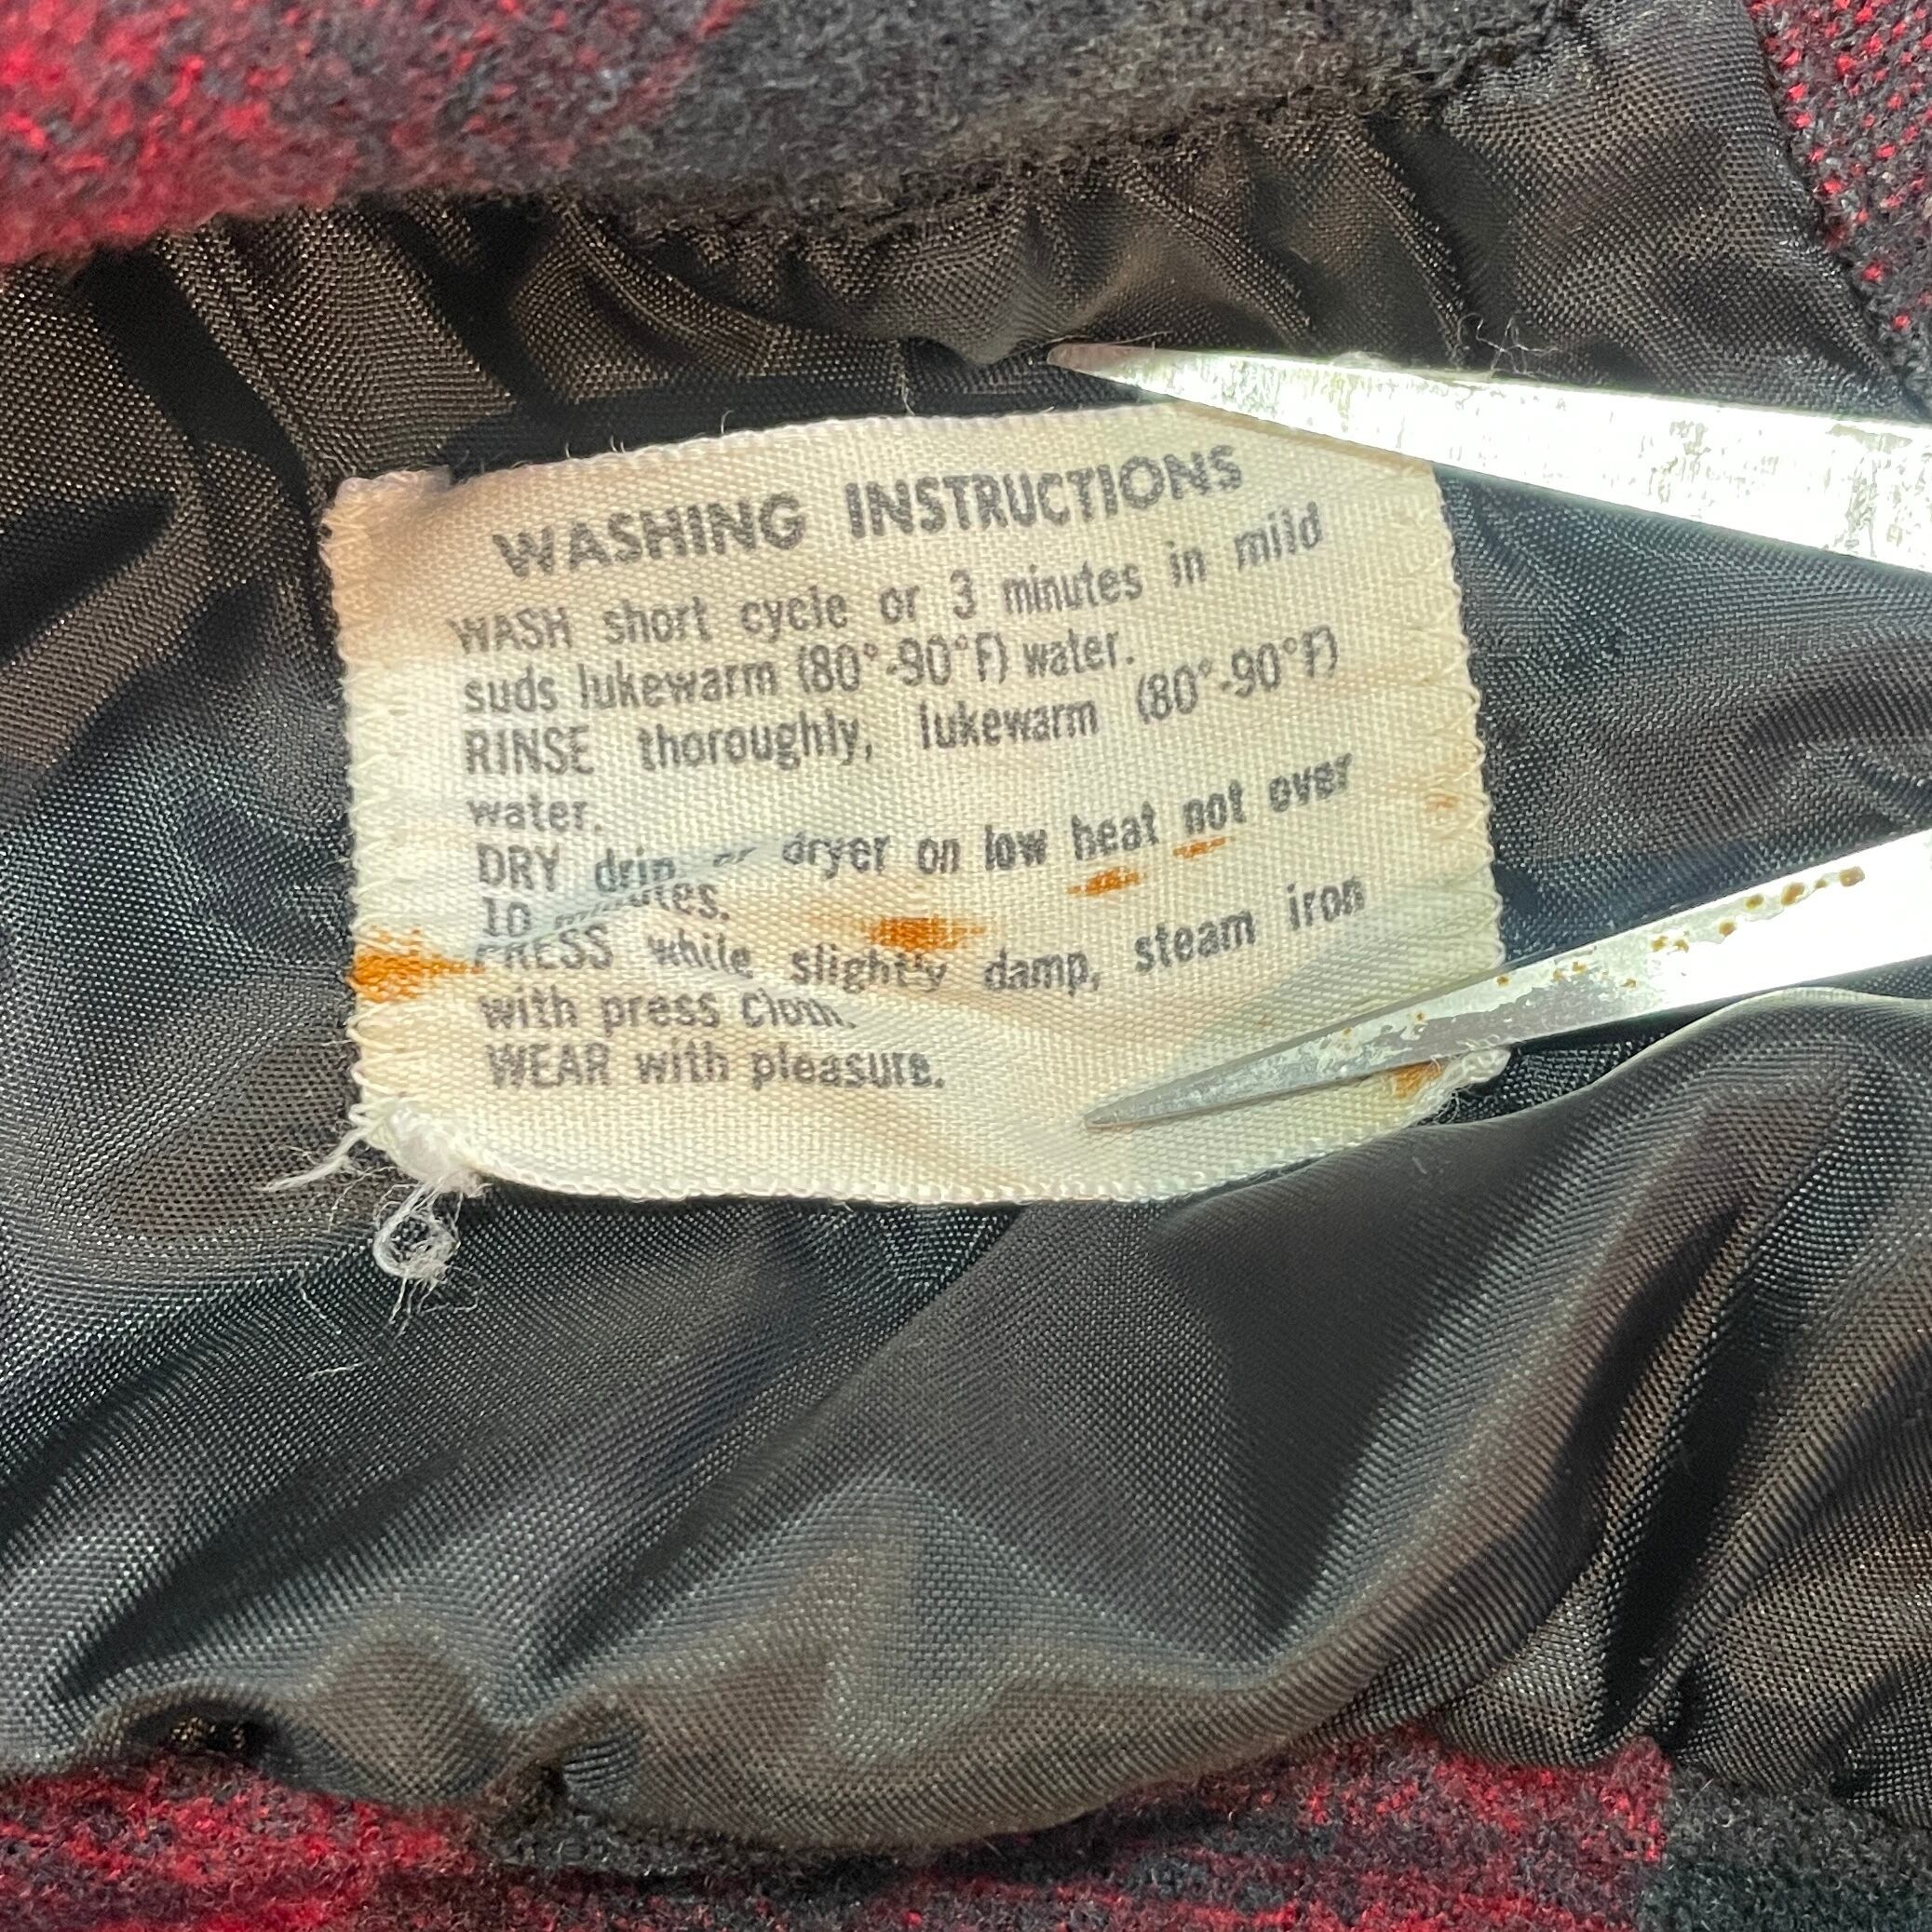 WASHING INSTRUCTIONS
WASH short cycle or 3 minutes in mild
suds lukewarm (80°-90°F) water.
RINSE thoroughly, lukewarm (80°-90°F)
water.
DRY drip or dryer on low heat not over
10 minutes.
PRESS while slightly damp, steam iron
with press cloth.
WEAR with pleasure.